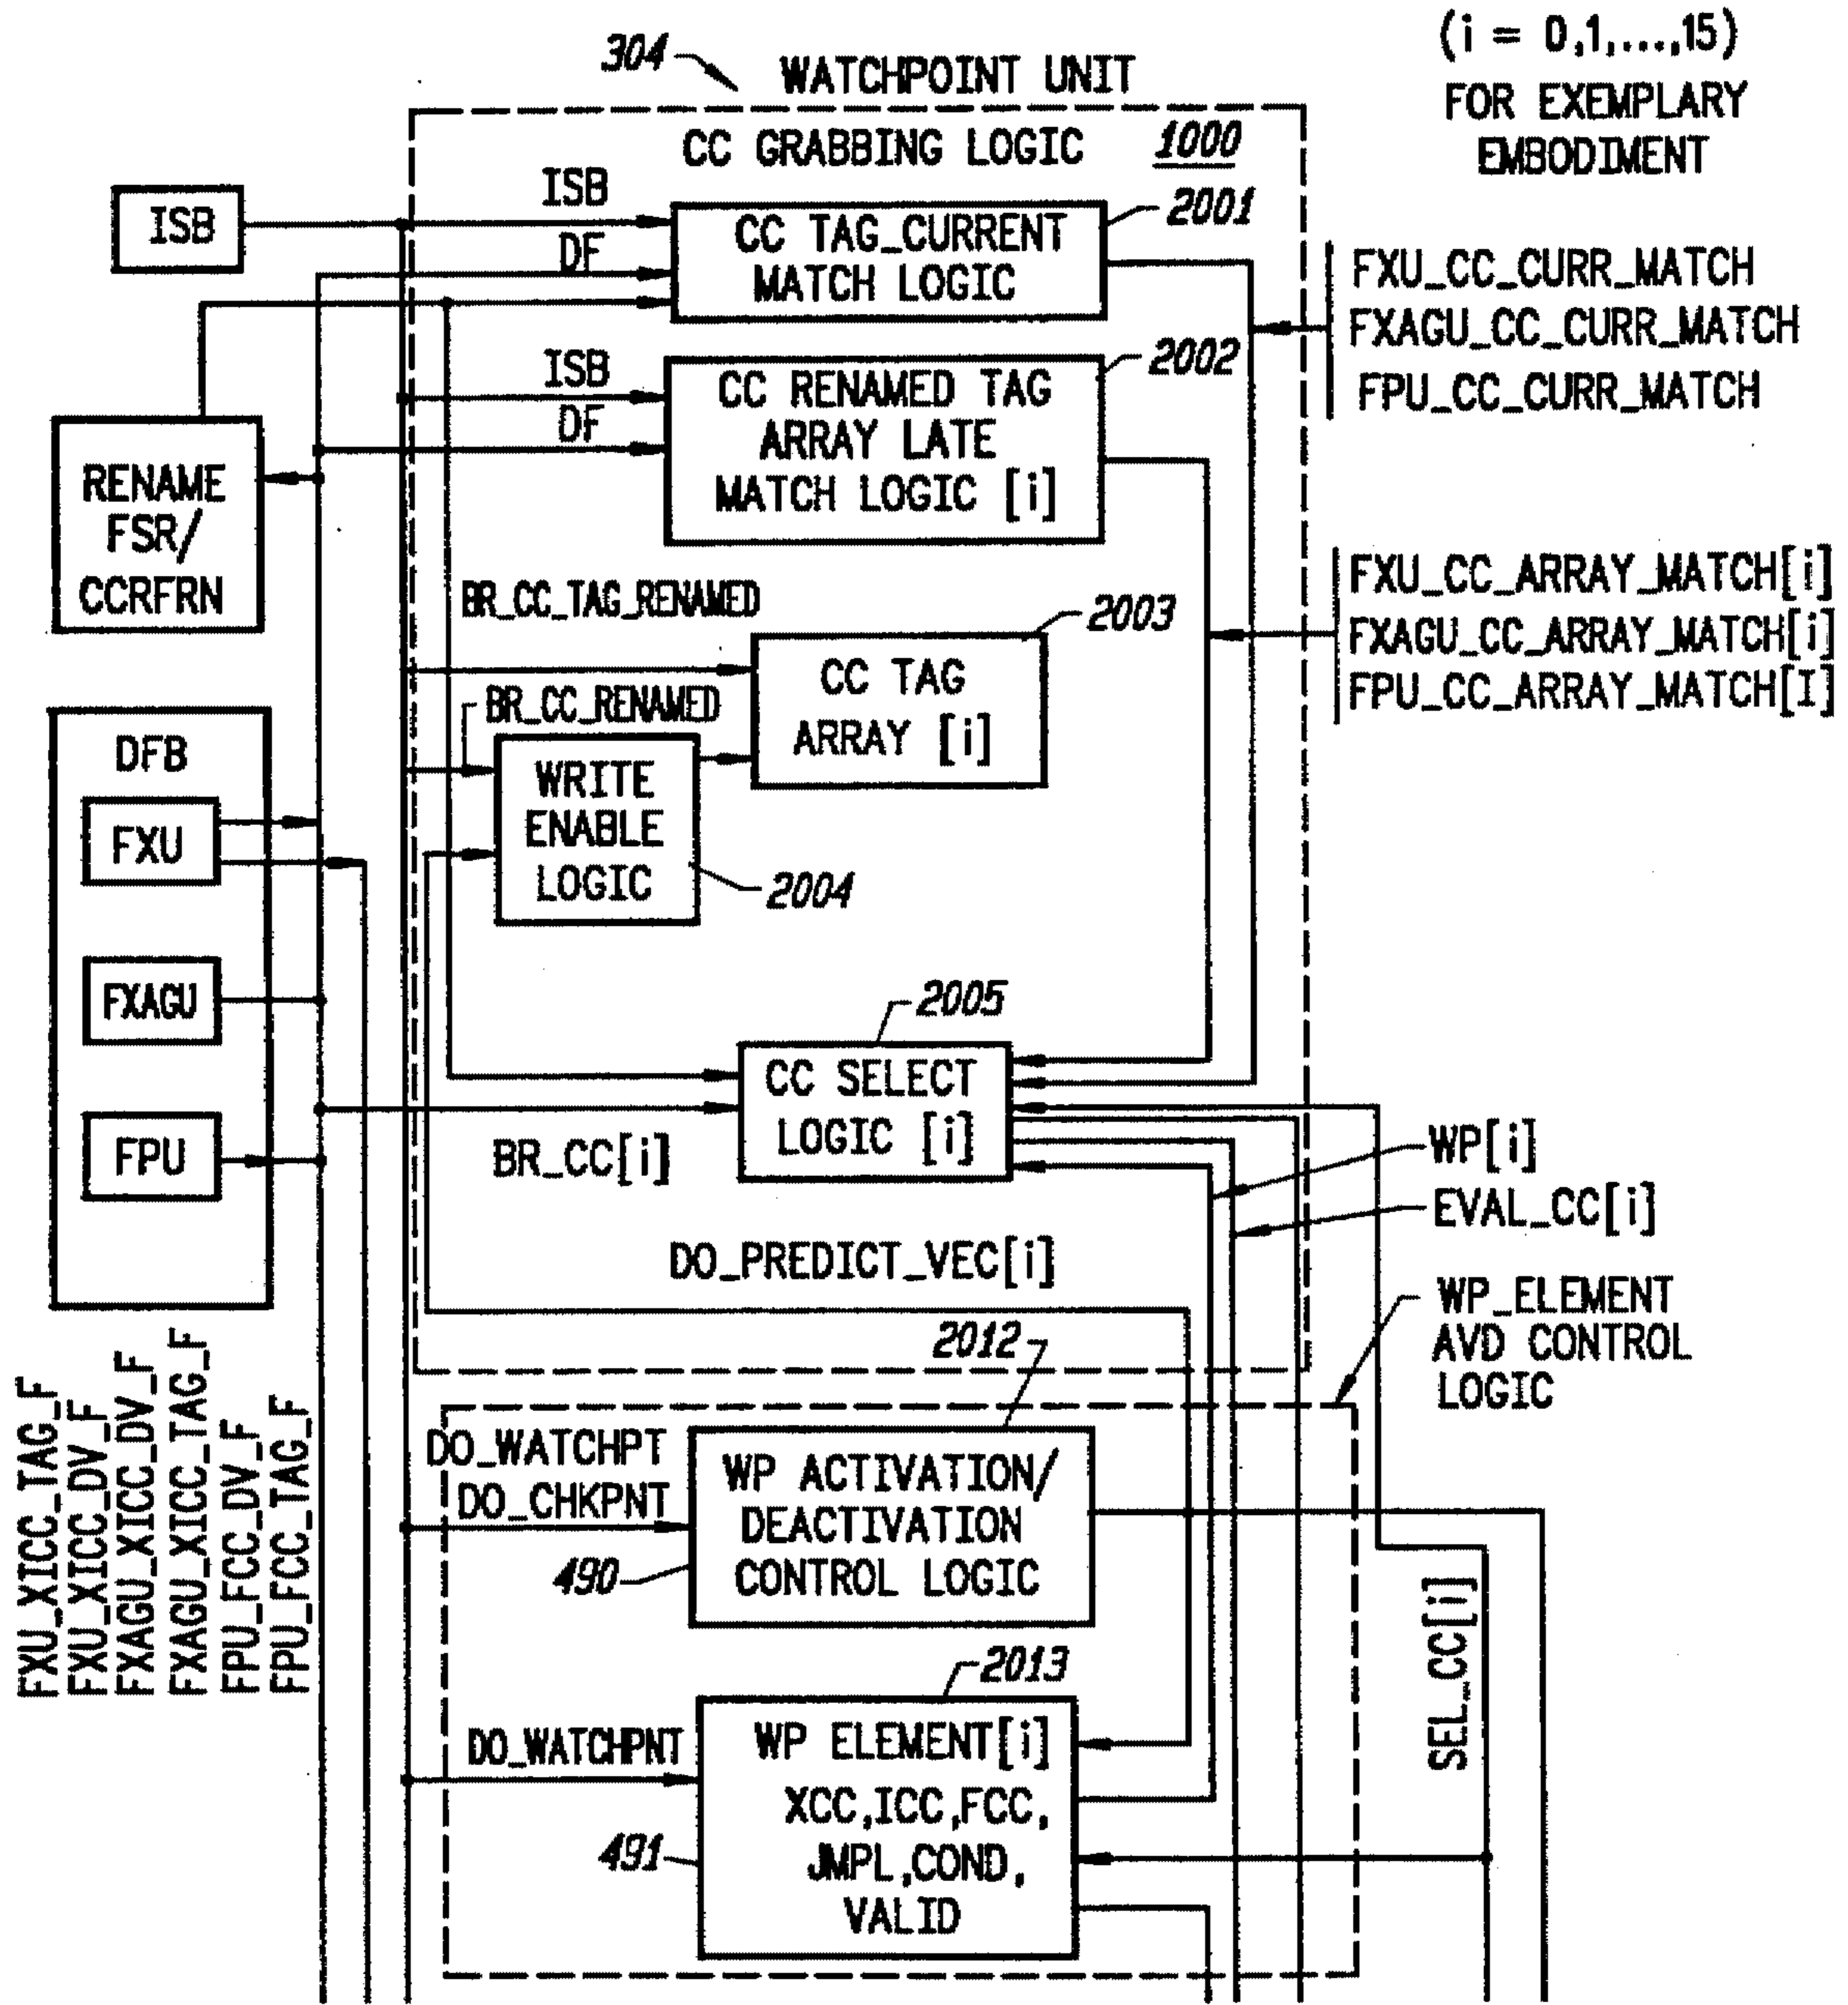 304
WATCHPOINT UNIT
(i = 0,1,...,15)
FOR EXEMPLARY
EMBODIMENT
CC GRABBING LOGIC 1000
ISB
ISB
DF
CC TAG_CURRENT
MATCH LOGIC
2001
FXU_CC_CURR_MATCH
FXAGU_CC_CURR_MATCH
FPU_CC_CURR_MATCH
ISB
DF
CC RENAMED TAG
ARRAY LATE
MATCH LOGIC [i]
2002
RENAME
FSR/
CCRFRN
FXU_CC_ARRAY_MATCH[i]
FXAGU_CC_ARRAY_MATCH[i]
FPU_CC_ARRAY_MATCH[I]
BR_CC_TAG_RENAMED
2003
CC TAG
ARRAY [i]
BR_CC_RENAMED
WRITE
ENABLE
LOGIC
2004
DFB
FXU
FXAGU
FPU
2005
CC SELECT
LOGIC [i]
BR_CC[i]
WP[i]
EVAL_CC[i]
DO_PREDICT_VEC[i]
WP_ELEMENT
AVD CONTROL
LOGIC
2012
FXU_XICC_TAG_F
FXU_XICC_DV_F
FXAGU_XICC_DV_F
FXAGU_XICC_TAG_F
FPU_FCC_DV_F
FPU_FCC_TAG_F
DO_WATCHPT
DO_CHKPNT
WP ACTIVATION/
DEACTIVATION
CONTROL LOGIC
490
SEL_CC[i]
2013
DO_WATCHPNT
WP ELEMENT[i]
XCC,ICC,FCC,
JMPL,COND,
VALID
491